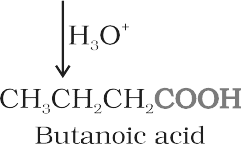 H₃O⁺
CH₃CH₂CH₂COOH
Butanoic acid